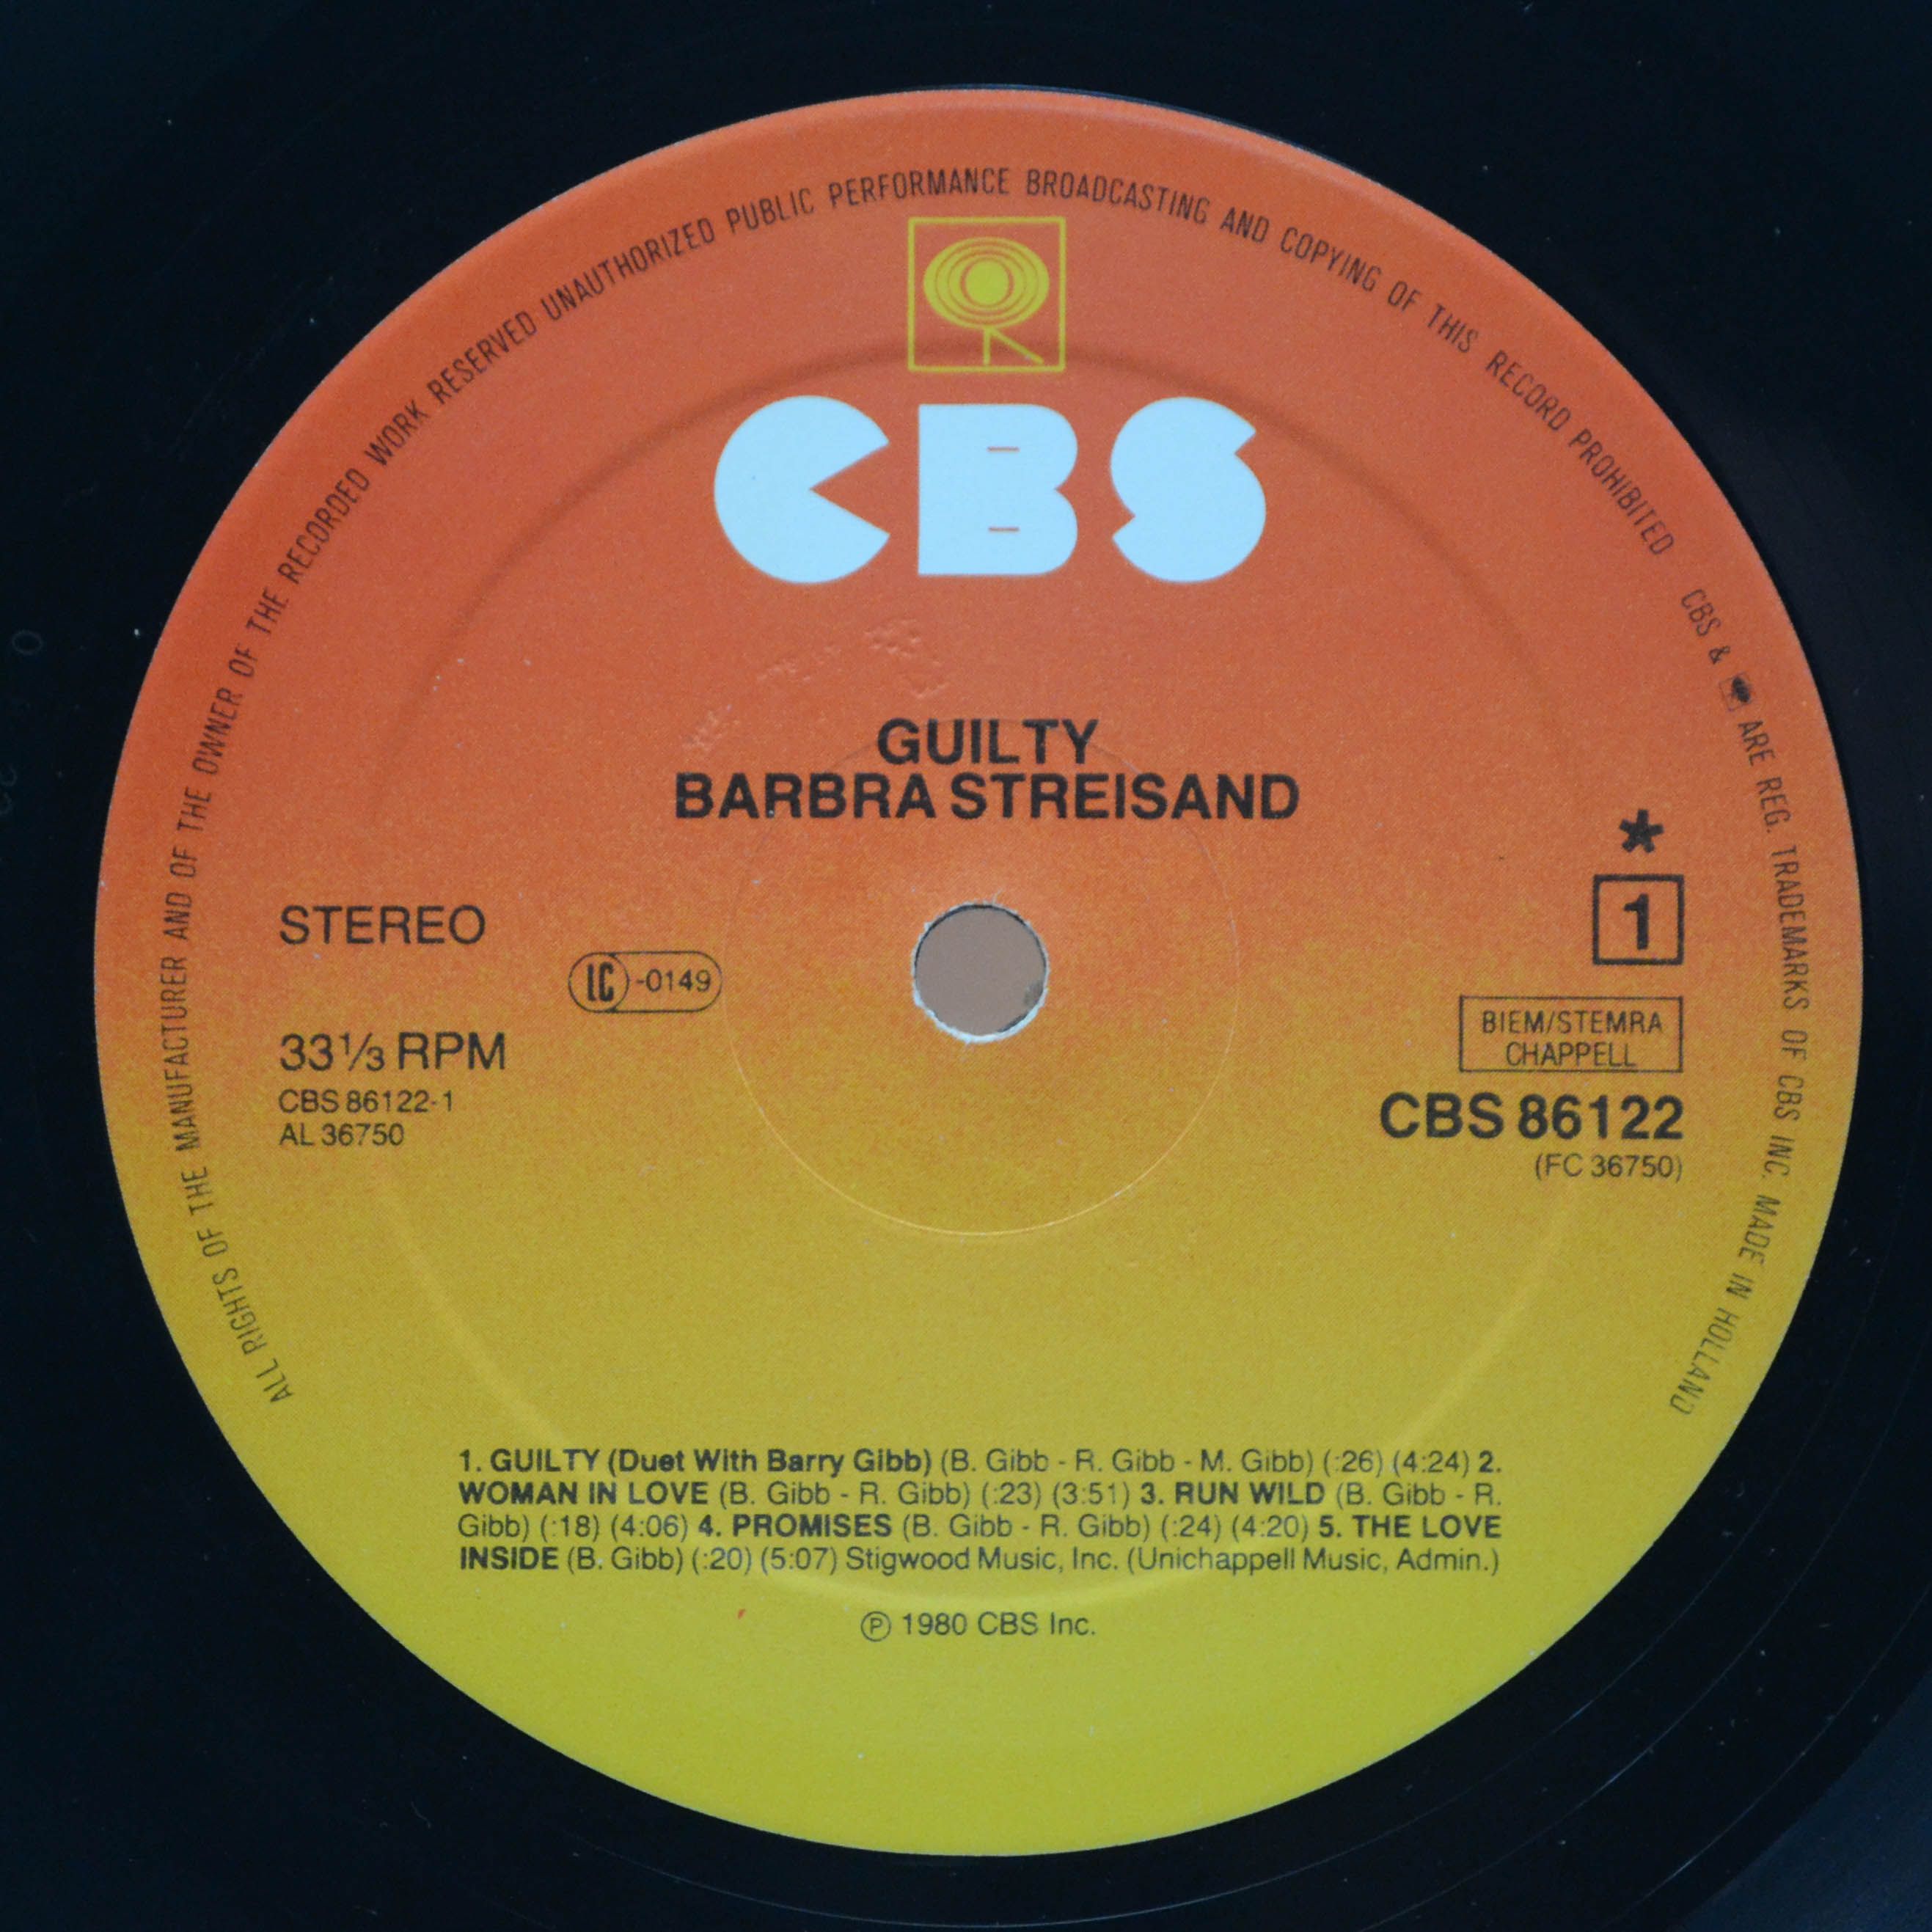 ALL RIGHTS OF THE MANUFACTURER AND OF THE OWNER OF THE RECORDED WORK RESERVED UNAUTHORIZED PUBLIC PERFORMANCE BROADCASTING AND COPYING OF THIS RECORD PROHIBITED CBS & ARE REG. TRADEMARKS OF CBS INC. MADE IN HOLLAND
CBS
GUILTY
BARBRA STREISAND
STEREO
LC -0149
33⅓ RPM
CBS 86122-1
AL 36750
*
1
BIEM/STEMRA
CHAPPELL
CBS 86122
(FC 36750)
1. GUILTY (Duet With Barry Gibb) (B. Gibb - R. Gibb - M. Gibb) (:26) (4:24) 2.
WOMAN IN LOVE (B. Gibb - R. Gibb) (:23) (3:51) 3. RUN WILD (B. Gibb - R.
Gibb) (:18) (4:06) 4. PROMISES (B. Gibb - R. Gibb) (:24) (4:20) 5. THE LOVE
INSIDE (B. Gibb) (:20) (5:07) Stigwood Music, Inc. (Unichappell Music, Admin.)
Ⓟ 1980 CBS Inc.